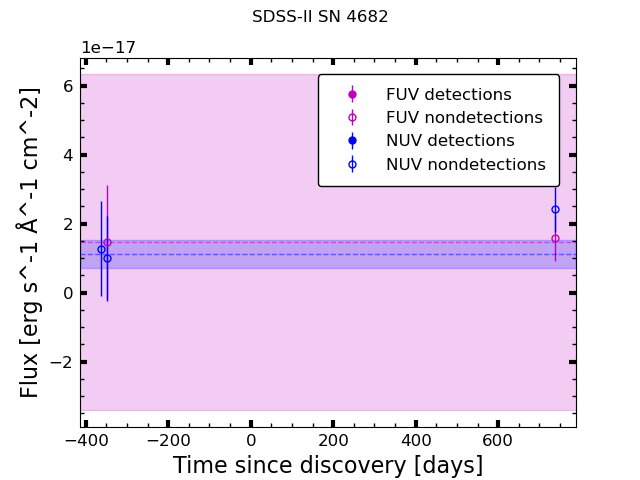 SDSS-II SN 4682
1e−17
FUV detections
FUV nondetections
NUV detections
NUV nondetections
6
4
2
0
−2
Flux [erg s^-1 Å^-1 cm^-2]
−400 −200 0 200 400 600
Time since discovery [days]